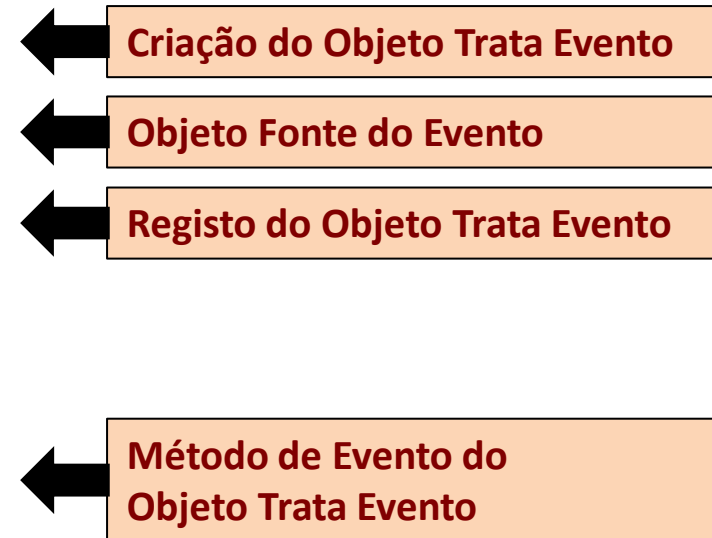 Criação do Objeto Trata Evento
Objeto Fonte do Evento
Registo do Objeto Trata Evento
Método de Evento do
Objeto Trata Evento